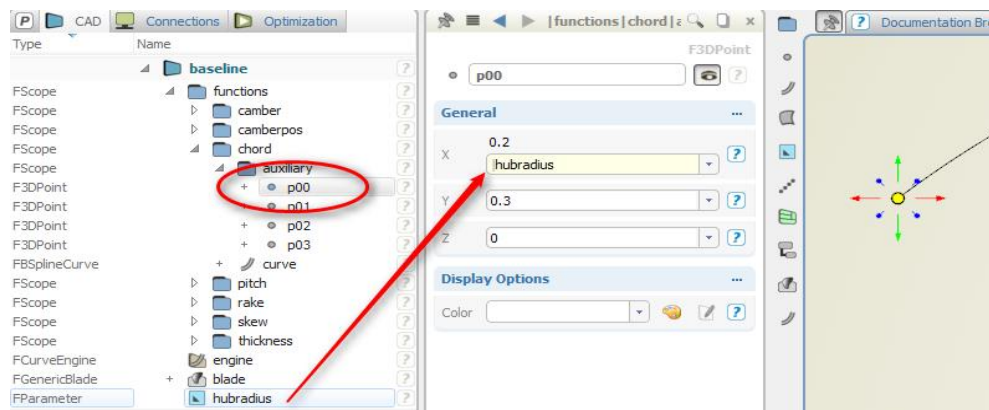 P CAD Connections Optimization
Type Name
baseline ?
FScope functions ?
FScope camber ?
FScope camberpos ?
FScope chord ?
FScope auxiliary ?
F3DPoint p00 ?
F3DPoint p01 ?
F3DPoint p02 ?
F3DPoint p03 ?
FBSplineCurve curve ?
FScope pitch ?
FScope rake ?
FScope skew ?
FScope thickness ?
FCurveEngine engine ?
FGenericBlade blade ?
FParameter hubradius ?
|functions|chord|a
F3DPoint
p00 ?
General ...
0.2
X hubradius ?
Y 0.3 ?
Z 0 ?
Display Options ...
Color ?
? Documentation Bro